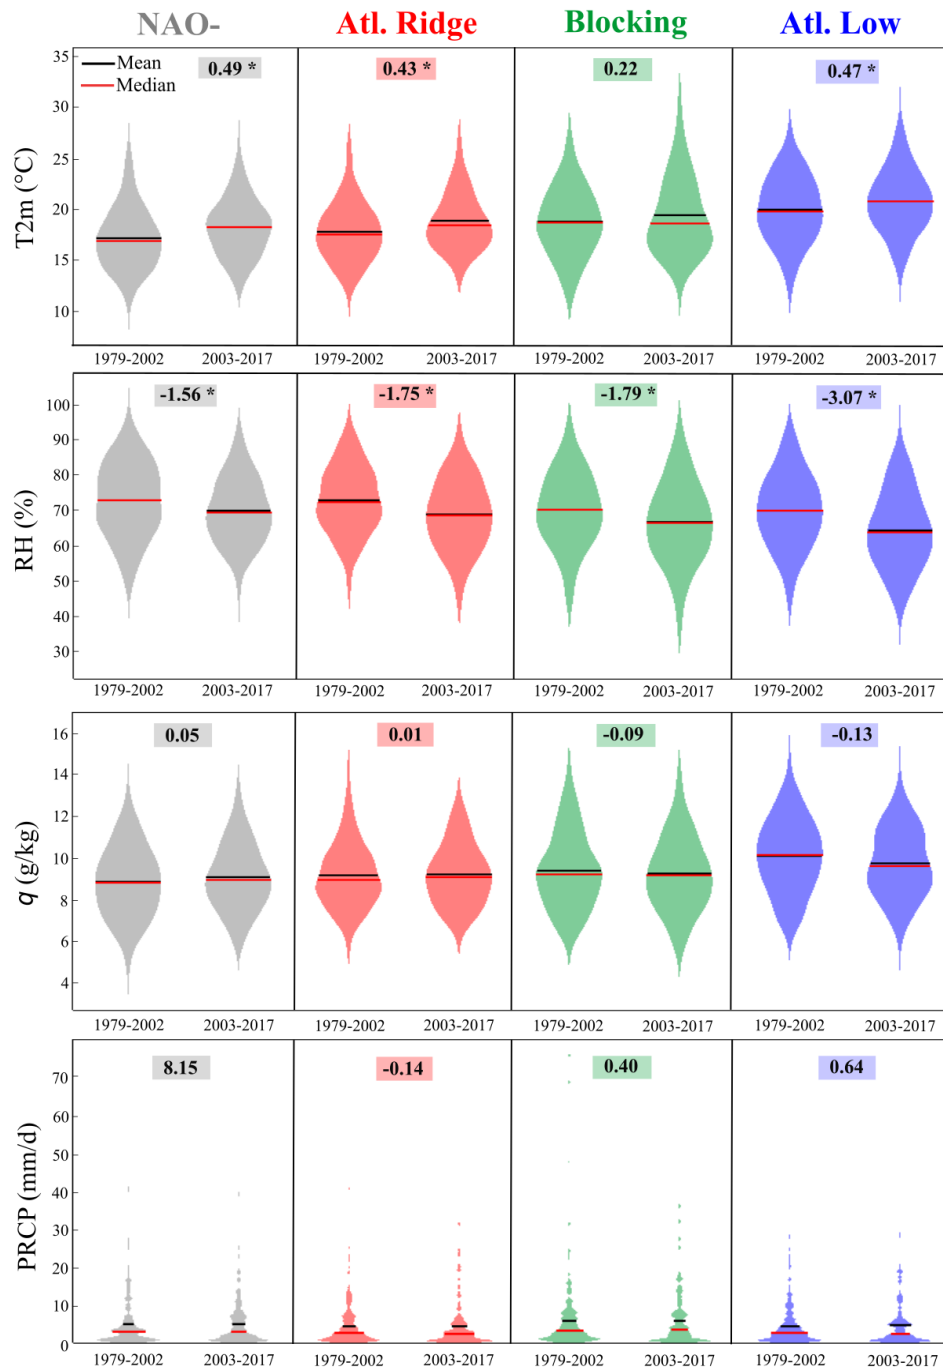 NAO- Atl. Ridge Blocking Atl. Low
35
30
25
20
15
10
T2m (°C)
Mean
Median
0.49 * 0.43 * 0.22 0.47 *
1979-2002 2003-2017 1979-2002 2003-2017 1979-2002 2003-2017 1979-2002 2003-2017
100
90
80
70
60
50
40
30
RH (%)
-1.56 * -1.75 * -1.79 * -3.07 *
1979-2002 2003-2017 1979-2002 2003-2017 1979-2002 2003-2017 1979-2002 2003-2017
16
14
12
10
8
6
4
q (g/kg)
0.05 0.01 -0.09 -0.13
1979-2002 2003-2017 1979-2002 2003-2017 1979-2002 2003-2017 1979-2002 2003-2017
70
60
50
40
30
20
10
0
PRCP (mm/d)
8.15 -0.14 0.40 0.64
1979-2002 2003-2017 1979-2002 2003-2017 1979-2002 2003-2017 1979-2002 2003-2017